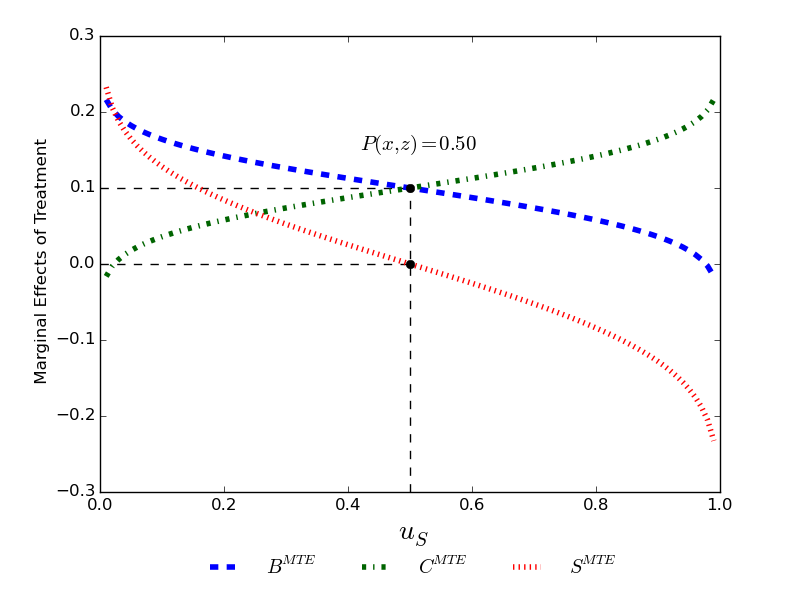 0.3
0.2
P(x,z)=0.50
0.1
0.0
−0.1
−0.2
−0.3
Marginal Effects of Treatment
0.0 0.2 0.4 0.6 0.8 1.0
u_S
B^{MTE} C^{MTE} S^{MTE}